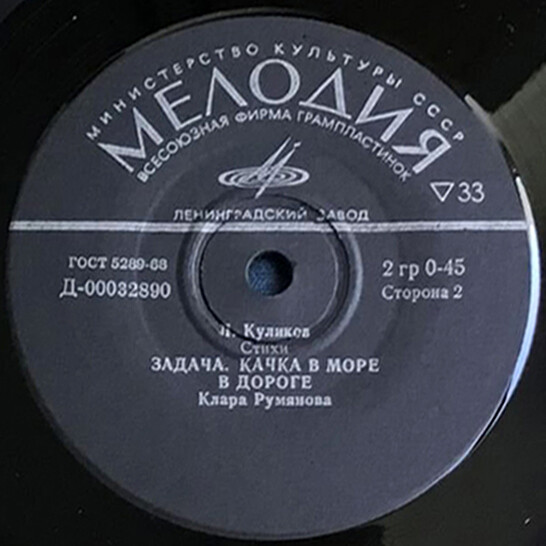 МИНИСТЕРСТВО КУЛЬТУРЫ СССР
МЕЛОДИЯ
ВСЕСОЮЗНАЯ ФИРМА ГРАМПЛАСТИНОК
▽33
ЛЕНИНГРАДСКИЙ ЗАВОД
ГОСТ 5289-68
2 гр 0-45
Д-00032890
Сторона 2
Куликов
Стихи
ЗАДАЧА. КАЧКА В МОРЕ
В ДОРОГЕ
Клара Румянова